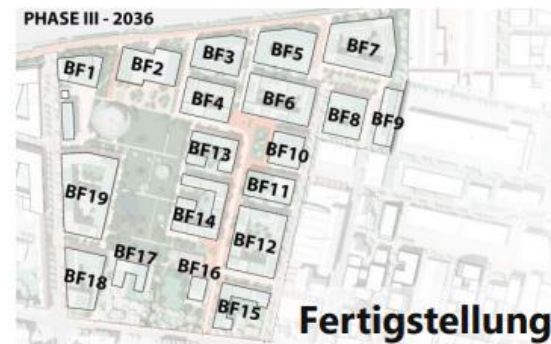 PHASE III - 2036
BF1
BF2
BF3
BF5
BF7
BF4
BF6
BF8
BF9
BF13
BF10
BF11
BF19
BF14
BF12
BF17
BF16
BF18
BF15
Fertigstellung